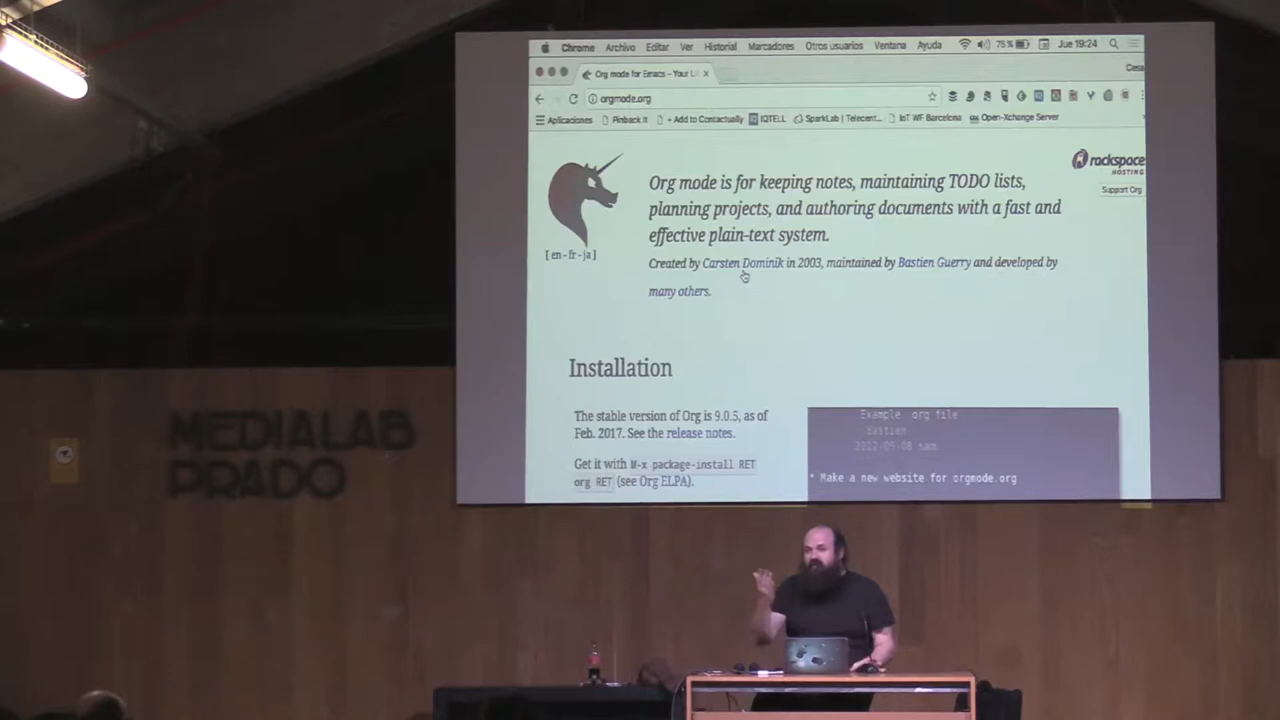 Chrome Archivo Editar Ver Historial Marcadores Otros usuarios Ventana Ayuda 75% Jue 19:24
Org mode for Emacs – Your Li
orgmode.org
Aplicaciones Pinback It + Add to Contactually IQTELL SparkLab | Telecent... IoT WF Barcelona Open-Xchange Server
rackspace
HOSTING
Support Org
Org mode is for keeping notes, maintaining TODO lists,
planning projects, and authoring documents with a fast and
effective plain-text system.
[ en - fr - ja ]
Created by Carsten Dominik in 2003, maintained by Bastien Guerry and developed by
many others.
Installation
The stable version of Org is 9.0.5, as of
Feb. 2017. See the release notes.
Get it with M-x package-install RET
org RET (see Org ELPA).
Example org file
Bastien
2012-09-08 sam.
* Make a new website for orgmode.org
MEDIALAB
PRADO